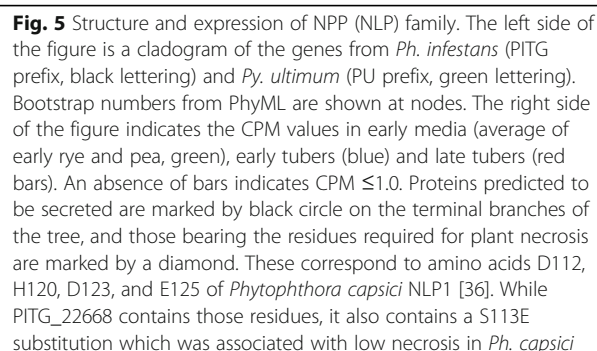 Fig. 5 Structure and expression of NPP (NLP) family. The left side of
the figure is a cladogram of the genes from Ph. infestans (PITG
prefix, black lettering) and Py. ultimum (PU prefix, green lettering).
Bootstrap numbers from PhyML are shown at nodes. The right side
of the figure indicates the CPM values in early media (average of
early rye and pea, green), early tubers (blue) and late tubers (red
bars). An absence of bars indicates CPM ≤1.0. Proteins predicted to
be secreted are marked by black circle on the terminal branches of
the tree, and those bearing the residues required for plant necrosis
are marked by a diamond. These correspond to amino acids D112,
H120, D123, and E125 of Phytophthora capsici NLP1 [36]. While
PITG_22668 contains those residues, it also contains a S113E
substitution which was associated with low necrosis in Ph. capsici